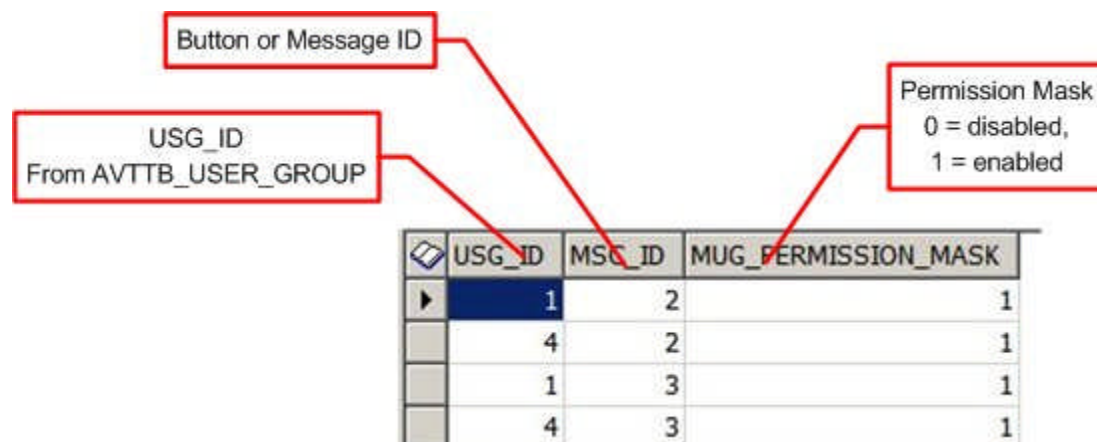 Button or Message ID
USG_ID
From AVTTB_USER_GROUP
Permission Mask
0 = disabled,
1 = enabled
USG_ID MSG_ID MUG_PERMISSION_MASK
1 2 1
4 2 1
1 3 1
4 3 1